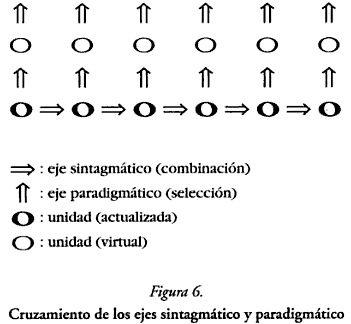 ⇒ : eje sintagmático (combinación)
⇑ : eje paradigmático (selección)
O : unidad (actualizada)
O : unidad (virtual)
Figura 6.
Cruzamiento de los ejes sintagmático y paradigmático